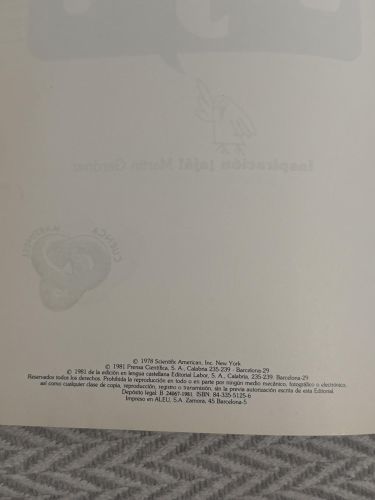 ¡ajá! Inspiración Martin Gardner
© 1978 Scientific American, Inc. New York
© 1981 Prensa Científica, S. A., Calabria 235-239 - Barcelona-29
© 1981 de la edición en lengua castellana Editorial Labor, S. A., Calabria, 235-239. Barcelona-29
Reservados todos los derechos. Prohibida la reproducción en todo o en parte por ningún medio mecánico, fotográfico o electrónico,
así como cualquier clase de copia, reproducción, registro o transmisión, sin la previa autorización escrita de esta Editorial.
Depósito legal: B 24067-1981 ISBN: 84-335-5125-6
Impreso en ALEU, S.A. Zamora, 45 Barcelona-5